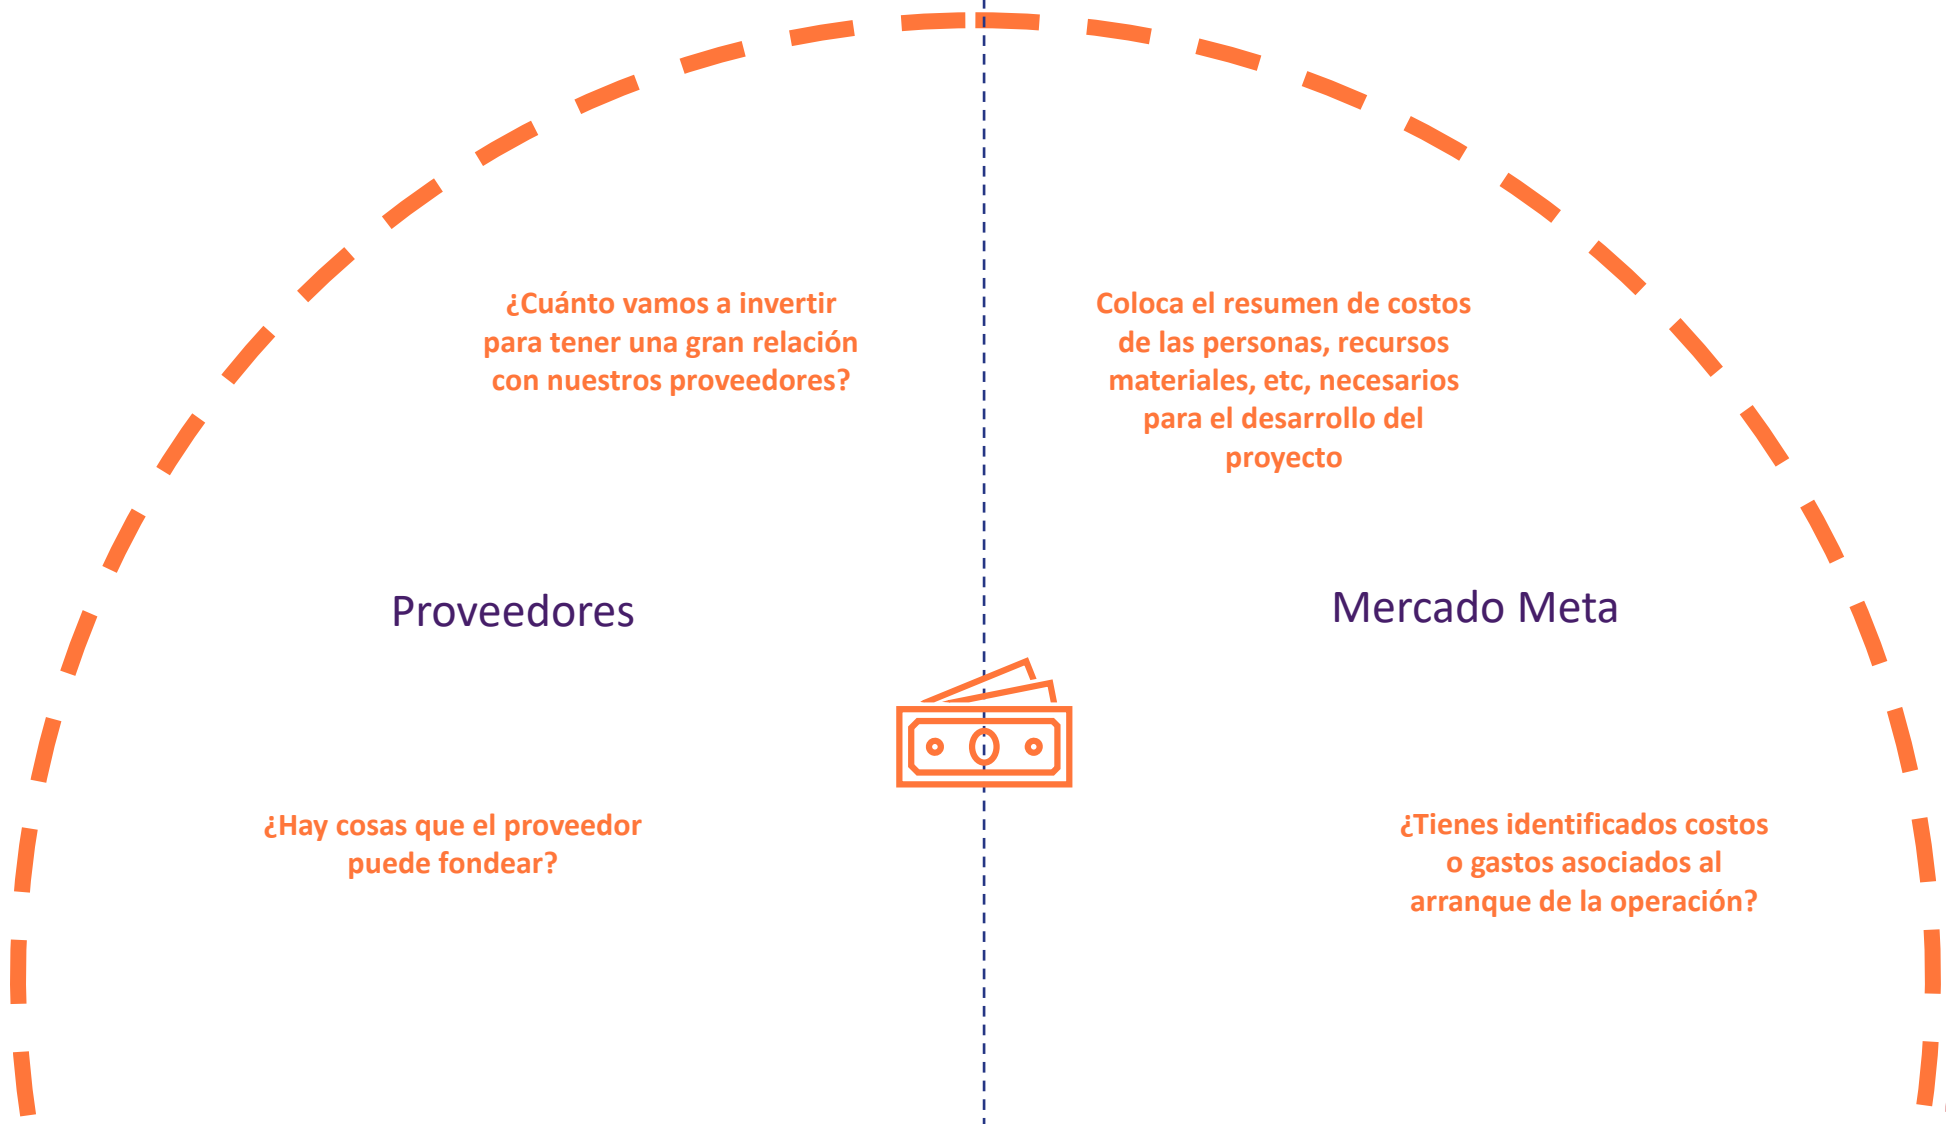 ¿Cuánto vamos a invertir
para tener una gran relación
con nuestros proveedores?
Coloca el resumen de costos
de las personas, recursos
materiales, etc, necesarios
para el desarrollo del
proyecto
Proveedores
Mercado Meta
¿Hay cosas que el proveedor
puede fondear?
¿Tienes identificados costos
o gastos asociados al
arranque de la operación?